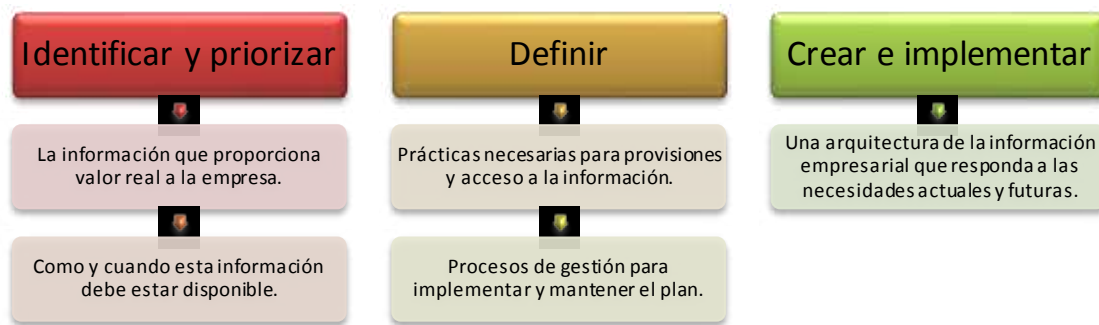 Identificar y priorizar
La información que proporciona
valor real a la empresa.
Como y cuando esta información
debe estar disponible.
Definir
Prácticas necesarias para provisiones
y acceso a la información.
Procesos de gestión para
implementar y mantener el plan.
Crear e implementar
Una arquitectura de la información
empresarial que responda a las
necesidades actuales y futuras.